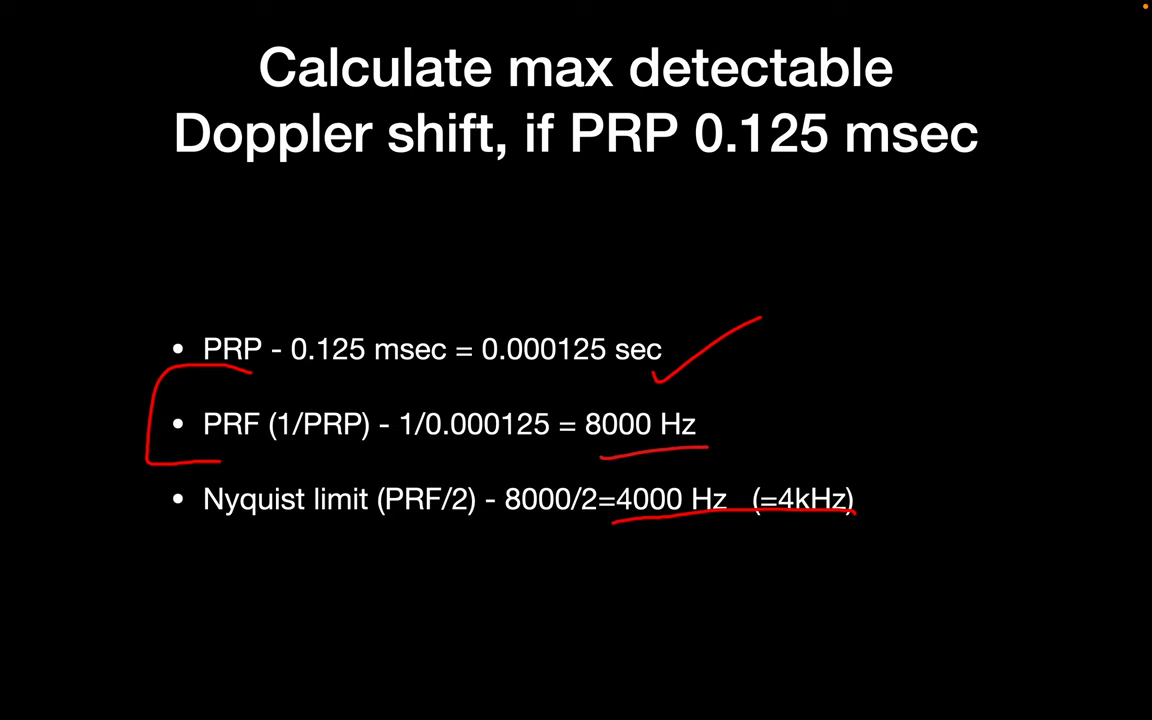 Calculate max detectable
Doppler shift, if PRP 0.125 msec
• PRP - 0.125 msec = 0.000125 sec
• PRF (1/PRP) - 1/0.000125 = 8000 Hz
• Nyquist limit (PRF/2) - 8000/2=4000 Hz (=4kHz)